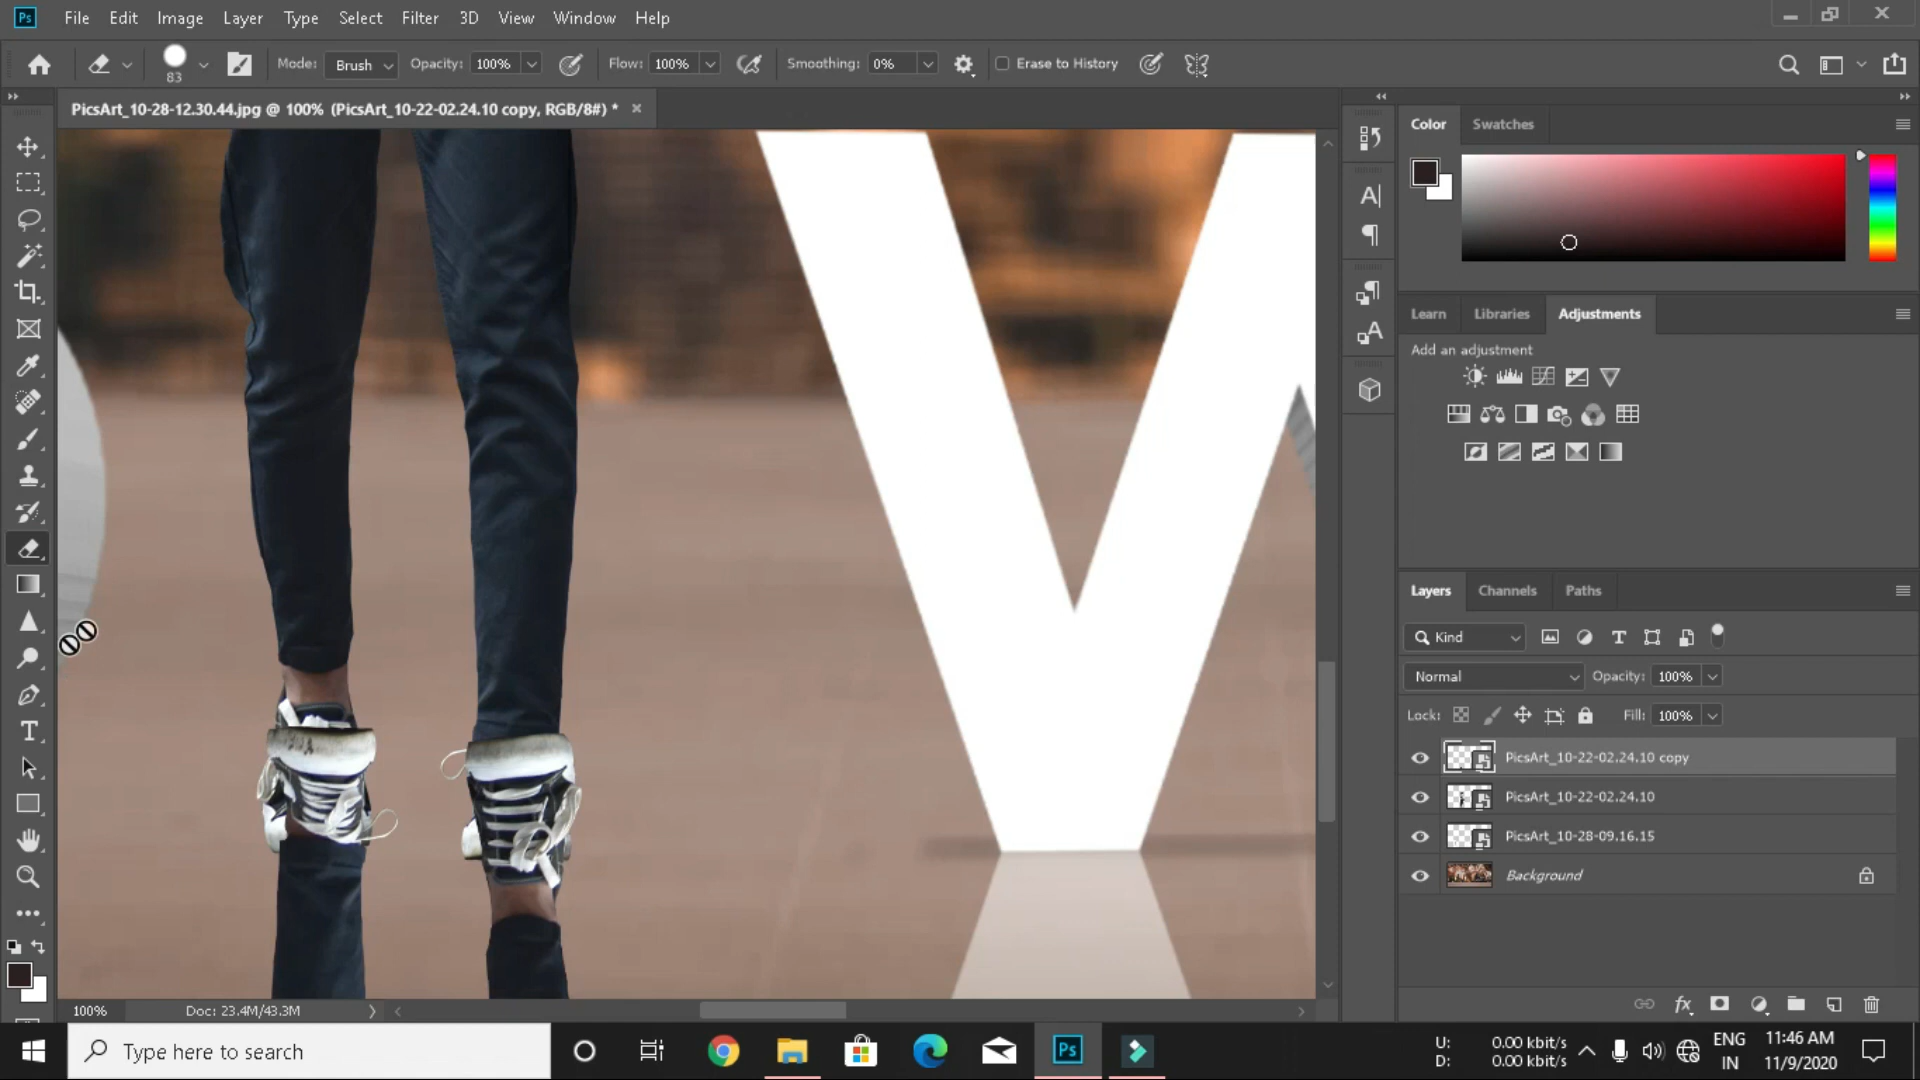 Ps File Edit Image Layer Type Select Filter 3D View Window Help
83 Mode: Brush Opacity: 100% Flow: 100% Smoothing: 0% Erase to History
PicsArt_10-28-12.30.44.jpg @ 100% (PicsArt_10-22-02.24.10 copy, RGB/8#) *
Color Swatches
Learn Libraries Adjustments
Add an adjustment
Layers Channels Paths
Kind
Normal Opacity: 100%
Lock: Fill: 100%
PicsArt_10-22-02.24.10 copy
PicsArt_10-22-02.24.10
PicsArt_10-28-09.16.15
Background
100% Doc: 23.4M/43.3M
Type here to search
Ps
U: 0.00 kbit/s
D: 0.00 kbit/s
ENG
IN
11:46 AM
11/9/2020